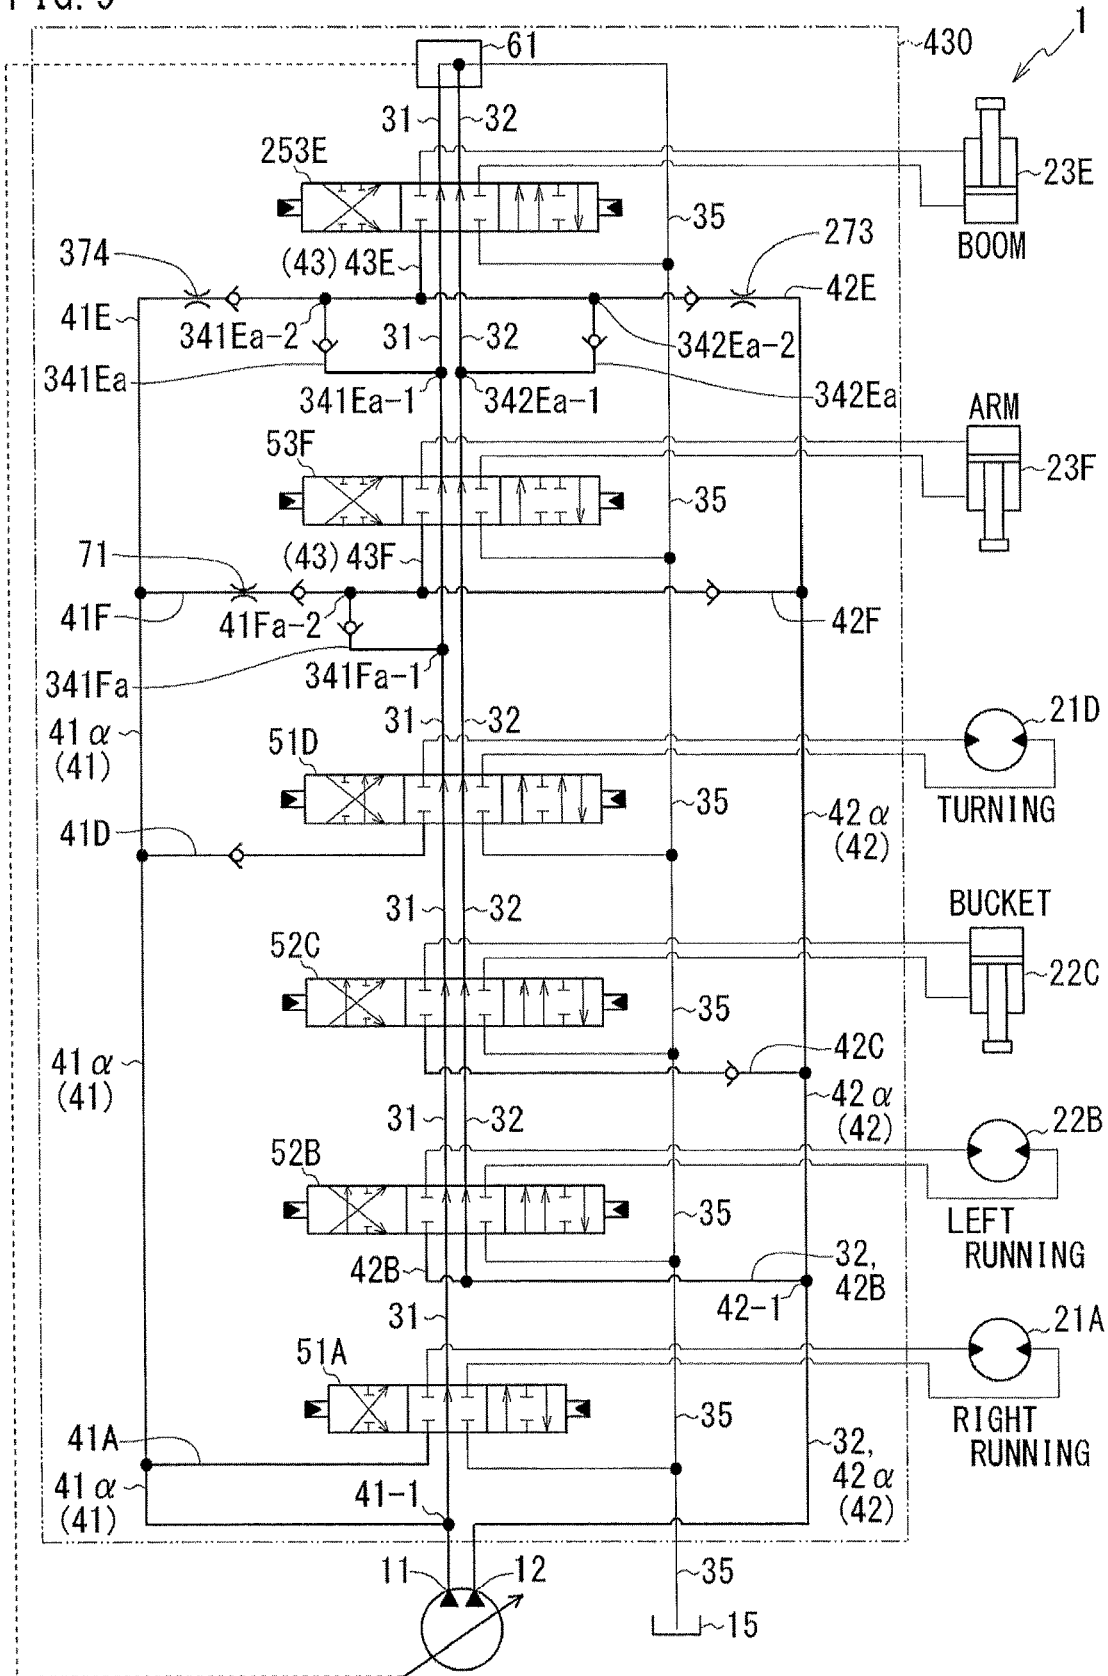 FIG. 9
1
61
430
31
32
253E
23E
BOOM
35
374
(43) 43E
273
41E
42E
341Ea-2
31
32
342Ea-2
341Ea
341Ea-1
342Ea-1
342Ea
ARM
53F
23F
35
71
(43) 43F
41F
41Fa-2
42F
341Fa
341Fa-1
31
32
21D
41α
(41)
51D
35
TURNING
42α
(42)
41D
31
32
BUCKET
52C
22C
35
42C
41α
(41)
42α
(42)
31
32
22B
52B
35
LEFT
RUNNING
42B
32,
42B
42-1
31
21A
51A
35
RIGHT
RUNNING
41A
32,
42α
(42)
41α
(41)
41-1
11
12
35
15